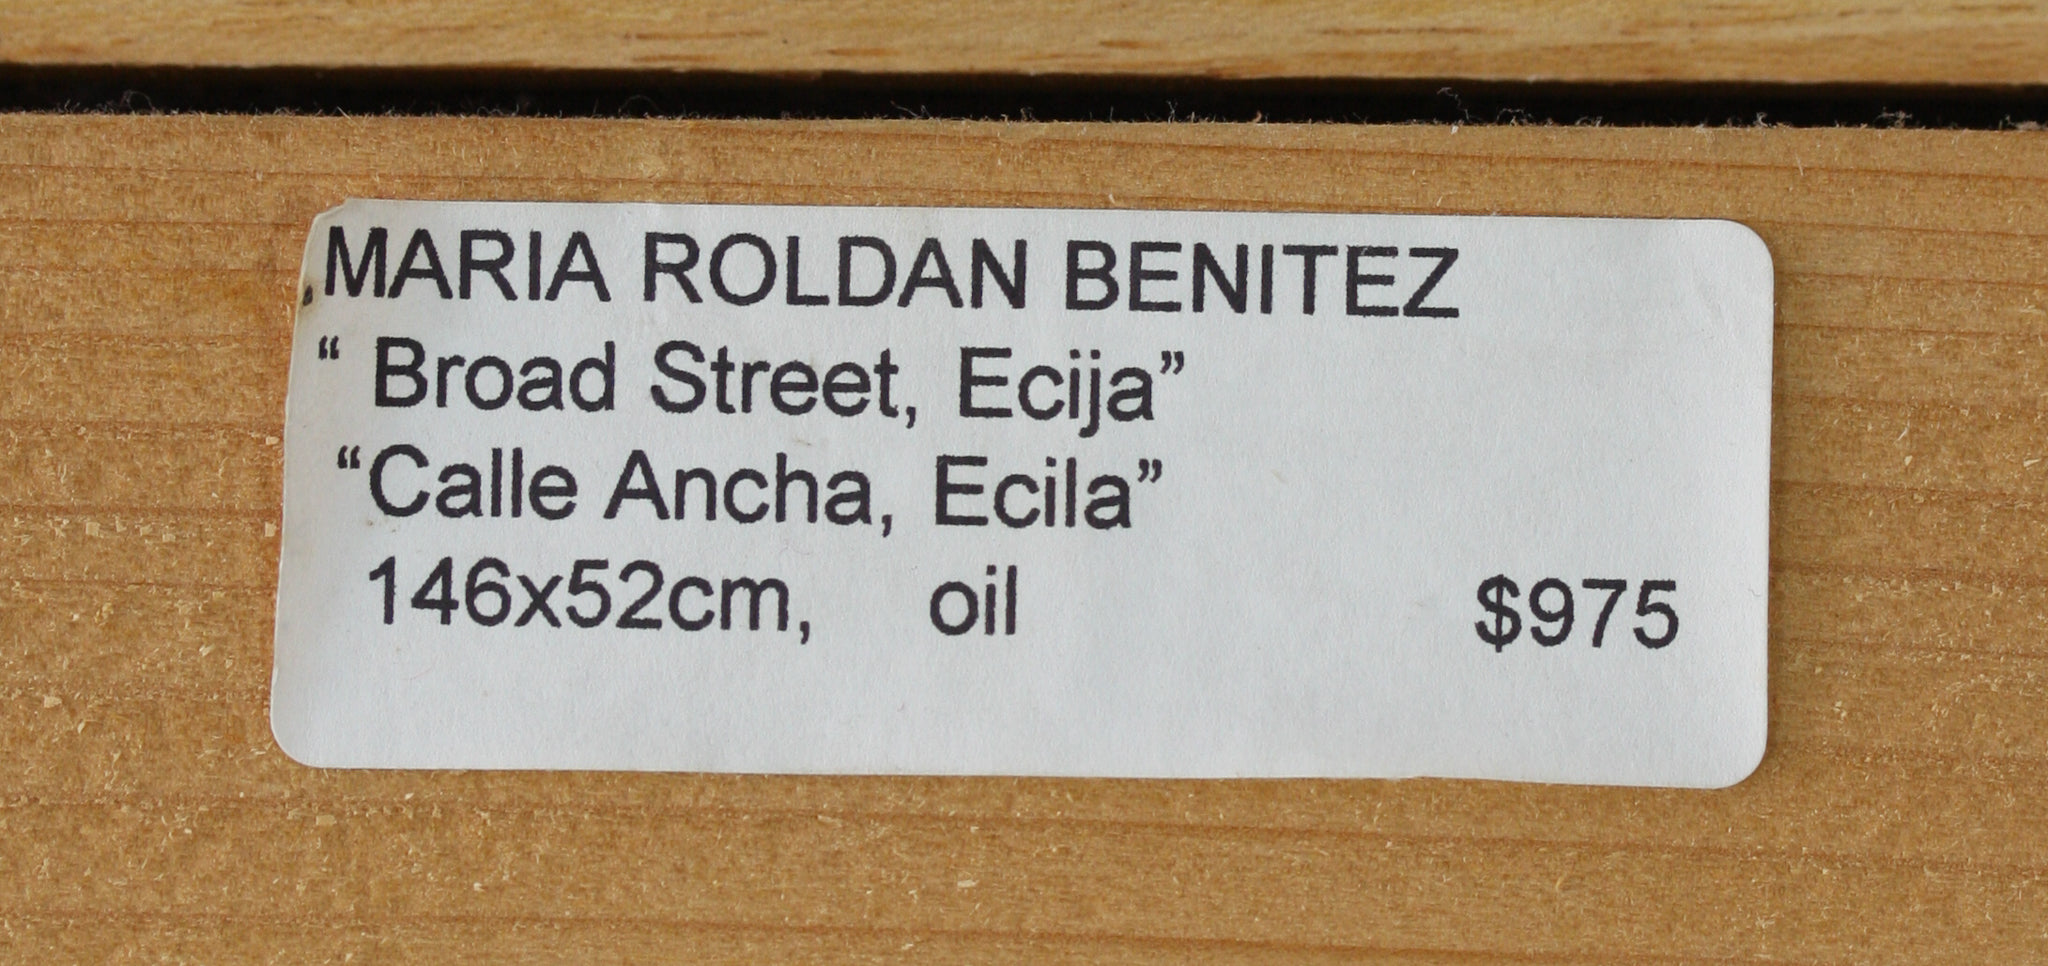 MARIA ROLDAN BENITEZ
“ Broad Street, Ecija”
“Calle Ancha, Ecila”
146x52cm, oil $975